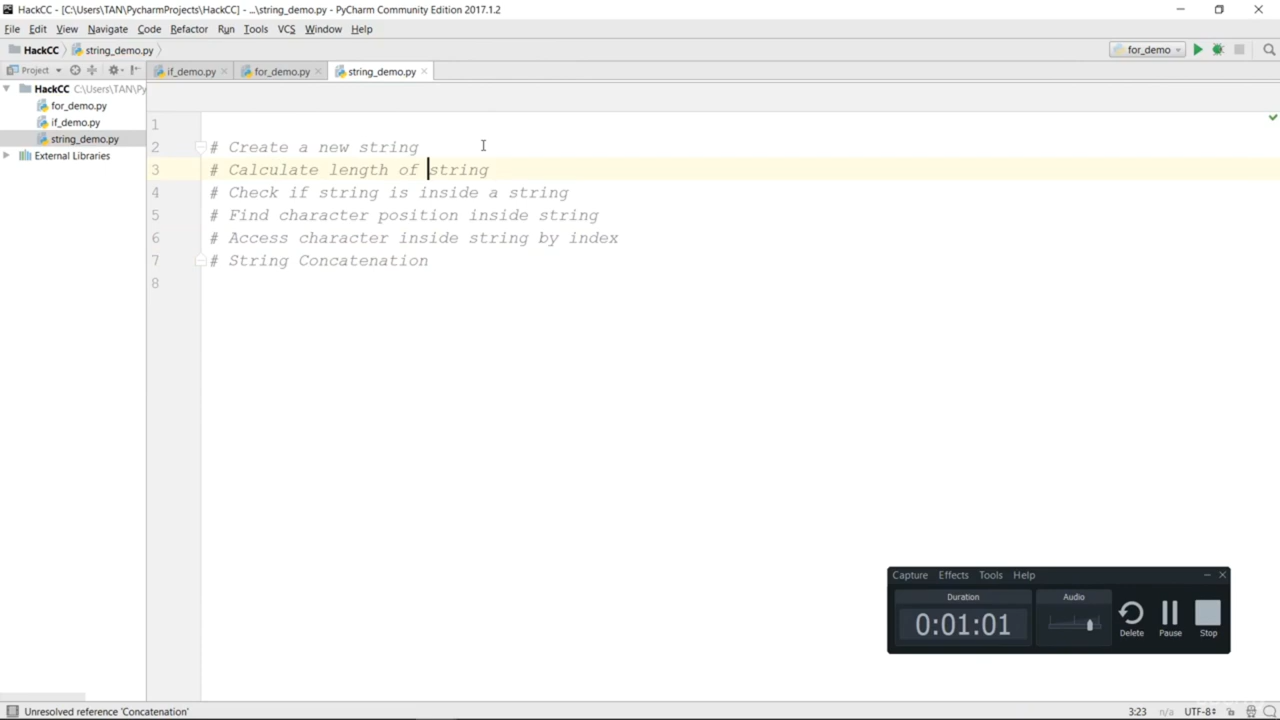 HackCC - [C:\Users\TAN\PycharmProjects\HackCC] - ...\string_demo.py - PyCharm Community Edition 2017.1.2
File Edit View Navigate Code Refactor Run Tools VCS Window Help
HackCC string_demo.py for_demo
Project if_demo.py for_demo.py string_demo.py
HackCC C:\Users\TAN\Py
for_demo.py
if_demo.py
string_demo.py
External Libraries
1
2 # Create a new string
3 # Calculate length of string
4 # Check if string is inside a string
5 # Find character position inside string
6 # Access character inside string by index
7 # String Concatenation
8
Capture Effects Tools Help
Duration Audio
0:01:01
Delete Pause Stop
Unresolved reference 'Concatenation' 3:23 n/a UTF-8